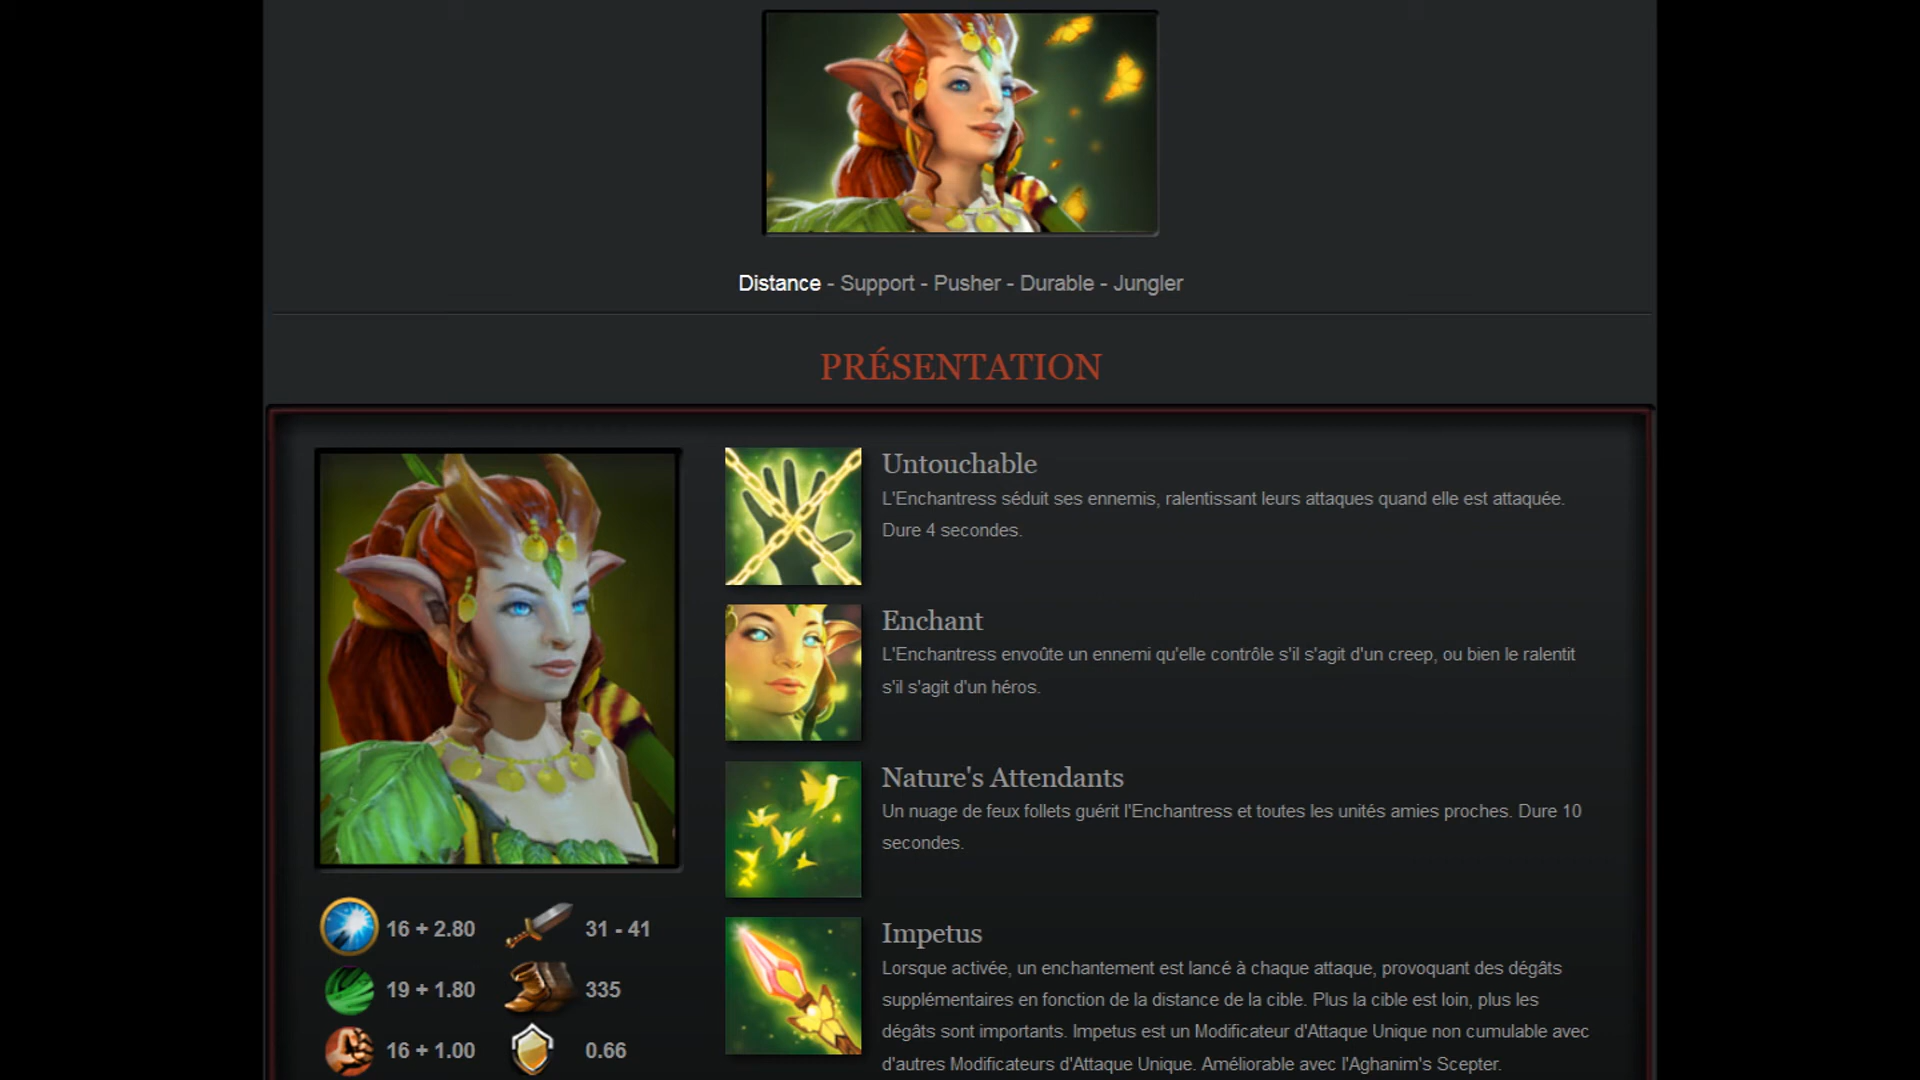 Distance - Support - Pusher - Durable - Jungler
PRÉSENTATION
Untouchable
L'Enchantress séduit ses ennemis, ralentissant leurs attaques quand elle est attaquée.
Dure 4 secondes.
Enchant
L'Enchantress envoûte un ennemi qu'elle contrôle s'il s'agit d'un creep, ou bien le ralentit
s'il s'agit d'un héros.
Nature's Attendants
Un nuage de feux follets guérit l'Enchantress et toutes les unités amies proches. Dure 10
secondes.
Impetus
Lorsque activée, un enchantement est lancé à chaque attaque, provoquant des dégâts
supplémentaires en fonction de la distance de la cible. Plus la cible est loin, plus les
dégâts sont importants. Impetus est un Modificateur d'Attaque Unique non cumulable avec
d'autres Modificateurs d'Attaque Unique. Améliorable avec l'Aghanim's Scepter.
16 + 2.80 31 - 41
19 + 1.80 335
16 + 1.00 0.66